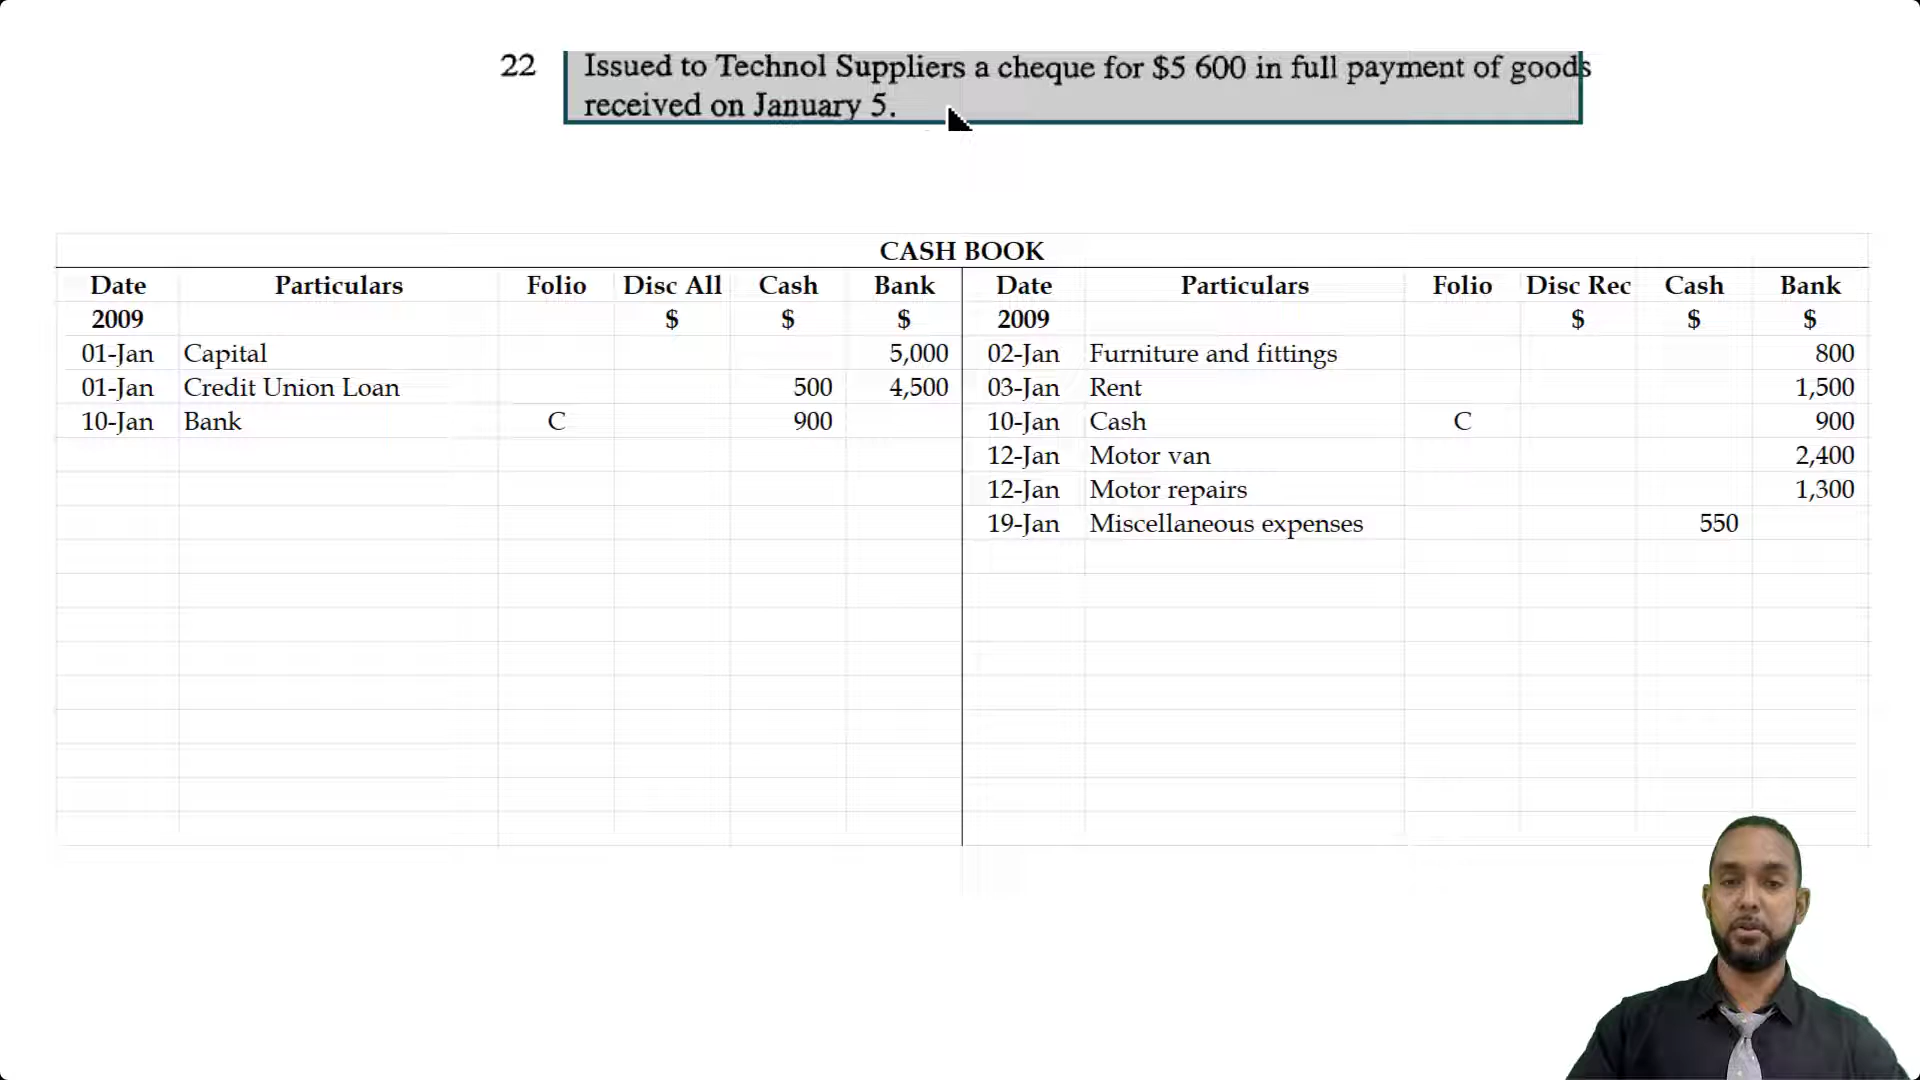 22 Issued to Technol Suppliers a cheque for $5 600 in full payment of goods
received on January 5.
CASH BOOK
Date Particulars Folio Disc All Cash Bank Date Particulars Folio Disc Rec Cash Bank
2009 $ $ $ 2009 $ $ $
01-Jan Capital 5,000 02-Jan Furniture and fittings 800
01-Jan Credit Union Loan 500 4,500 03-Jan Rent 1,500
10-Jan Bank C 900 10-Jan Cash C 900
12-Jan Motor van 2,400
12-Jan Motor repairs 1,300
19-Jan Miscellaneous expenses 550